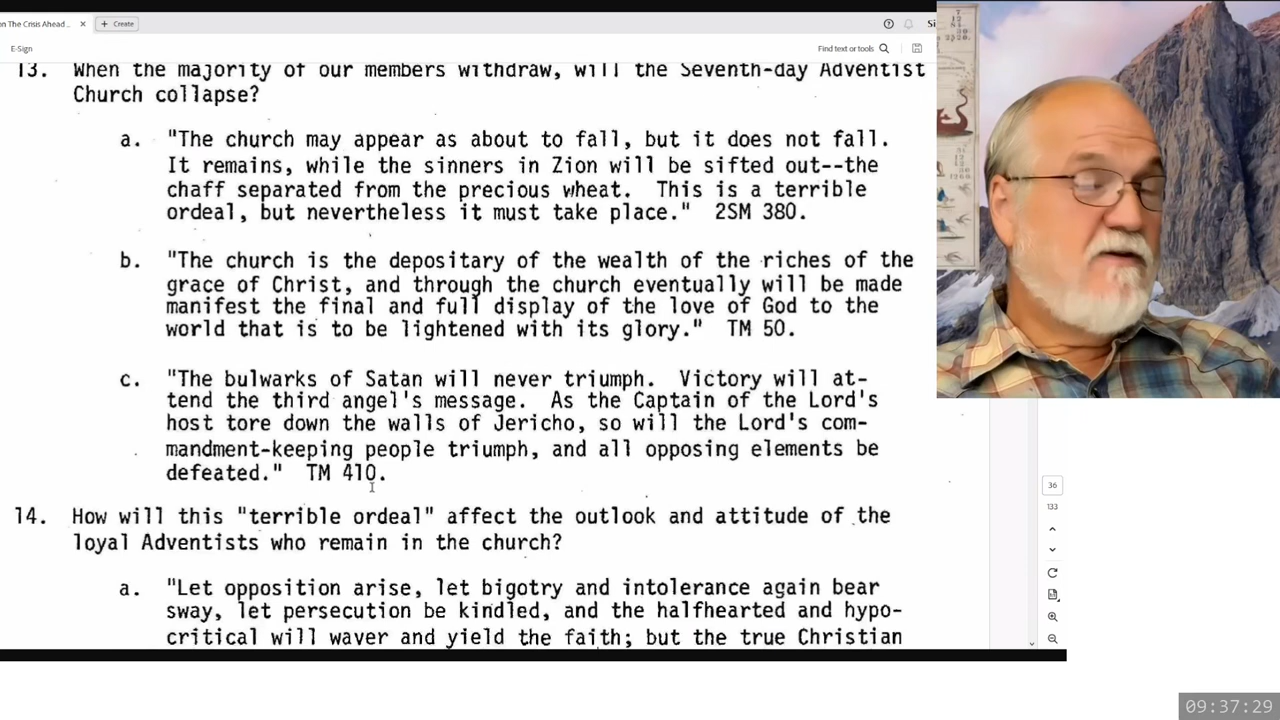 on The Crisis Ahead...
× + Create
Si
E-Sign
Find text or tools
13. When the majority of our members withdraw, will the Seventh-day Adventist
Church collapse?
a. "The church may appear as about to fall, but it does not fall.
It remains, while the sinners in Zion will be sifted out--the
chaff separated from the precious wheat. This is a terrible
ordeal, but nevertheless it must take place." 2SM 380.
b. "The church is the depositary of the wealth of the riches of the
grace of Christ, and through the church eventually will be made
manifest the final and full display of the love of God to the
world that is to be lightened with its glory." TM 50.
c. "The bulwarks of Satan will never triumph. Victory will at-
tend the third angel's message. As the Captain of the Lord's
host tore down the walls of Jericho, so will the Lord's com-
mandment-keeping people triumph, and all opposing elements be
defeated." TM 410.
14. How will this "terrible ordeal" affect the outlook and attitude of the
loyal Adventists who remain in the church?
a. "Let opposition arise, let bigotry and intolerance again bear
sway, let persecution be kindled, and the halfhearted and hypo-
critical will waver and yield the faith; but the true Christian
36
133
09:37:29